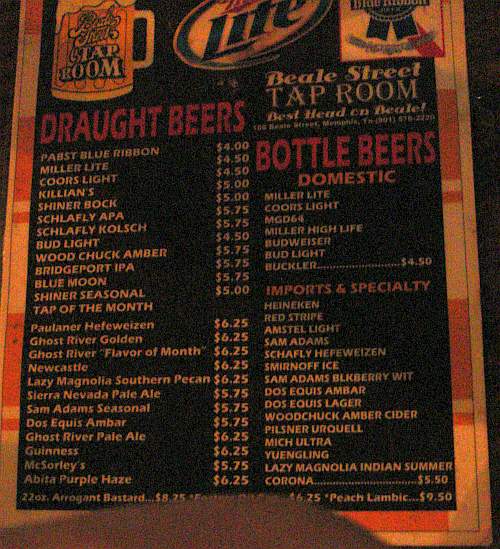 Beale Street
TAP ROOM
Lite
Blue Ribbon
Beale Street
TAP ROOM
Best Head on Beale!
168 Beale Street, Memphis, Tn (901) 576-2220
DRAUGHT BEERS
PABST BLUE RIBBON $4.00
MILLER LITE $4.50
COORS LIGHT $4.50
KILLIAN'S $5.00
SHINER BOCK $5.00
SCHLAFLY APA $5.75
SCHLAFLY KOLSCH $5.75
BUD LIGHT $4.50
WOOD CHUCK AMBER $5.75
BRIDGEPORT IPA $5.75
BLUE MOON $5.75
SHINER SEASONAL $5.00
TAP OF THE MONTH
Paulaner Hefeweizen $6.25
Ghost River Golden $6.25
Ghost River "Flavor of Month" $6.25
Newcastle $6.25
Lazy Magnolia Southern Pecan $6.25
Sierra Nevada Pale Ale $5.75
Sam Adams Seasonal $5.75
Dos Equis Ambar $5.75
Ghost River Pale Ale $6.25
Guinness $6.25
McSorley's $5.75
Abita Purple Haze $6.25
BOTTLE BEERS
DOMESTIC
MILLER LITE
COORS LIGHT
MGD64
MILLER HIGH LIFE
BUDWEISER
BUD LIGHT
BUCKLER..........................$4.50
IMPORTS & SPECIALTY
HEINEKEN
RED STRIPE
AMSTEL LIGHT
SAM ADAMS
SCHAFLY HEFEWEIZEN
SMIRNOFF ICE
SAM ADAMS BLKBERRY WIT
DOS EQUIS AMBAR
DOS EQUIS LAGER
WOODCHUCK AMBER CIDER
PILSNER URQUELL
MICH ULTRA
YUENGLING
LAZY MAGNOLIA INDIAN SUMMER
CORONA..........................$5.50
22oz. Arrogant Bastard...$8.25 $6.25 *Peach Lambic...$9.50